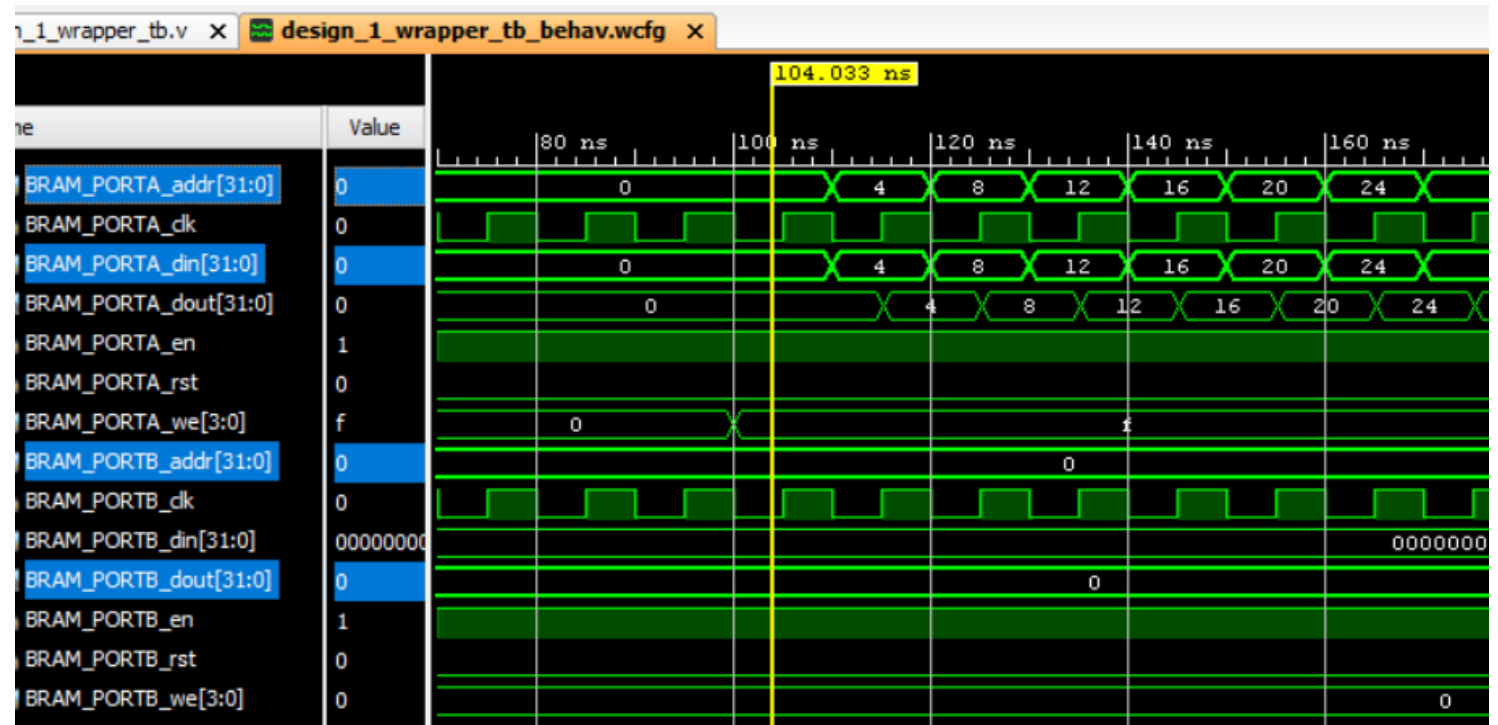 n_1_wrapper_tb.v X design_1_wrapper_tb_behav.wcfg X
104.033 ns
ne Value 80 ns 100 ns 120 ns 140 ns 160 ns
BRAM_PORTA_addr[31:0] 0 0 4 8 12 16 20 24
BRAM_PORTA_clk 0
BRAM_PORTA_din[31:0] 0 0 4 8 12 16 20 24
BRAM_PORTA_dout[31:0] 0 0 4 8 12 16 20 24
BRAM_PORTA_en 1
BRAM_PORTA_rst 0
BRAM_PORTA_we[3:0] f 0 f
BRAM_PORTB_addr[31:0] 0 0
BRAM_PORTB_clk 0
BRAM_PORTB_din[31:0] 00000000 0000000
BRAM_PORTB_dout[31:0] 0 0
BRAM_PORTB_en 1
BRAM_PORTB_rst 0
BRAM_PORTB_we[3:0] 0 0